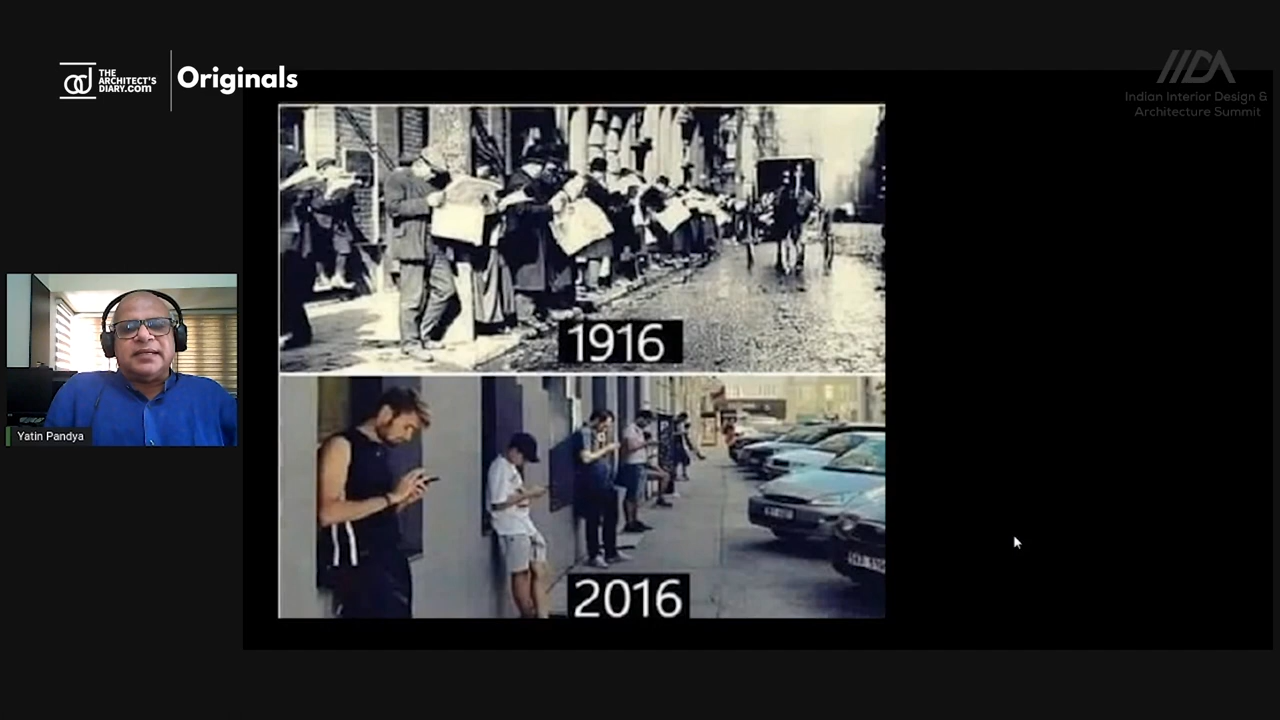 THE
ARCHITECT'S
DIARY.com
Originals
Indian Interior Design &
Architecture Summit
1916
2016
Yatin Pandya